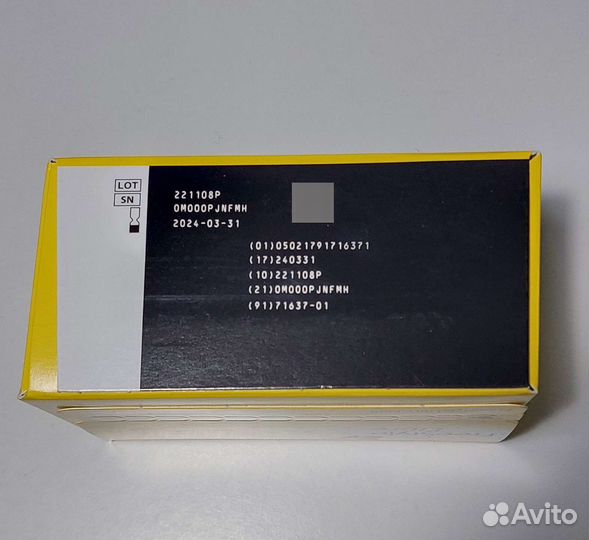 LOT
SN
221108P
0M000PJNFMH
2024-03-31
(01)05021791716371
(17)240331
(10)221108P
(21)0M000PJNFMH
(91)71637-01
Avito